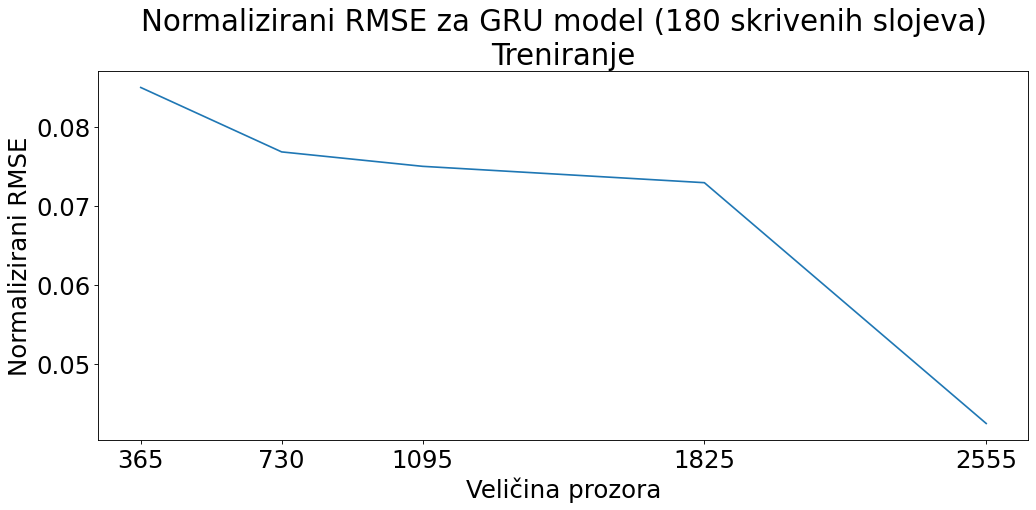 Normalizirani RMSE za GRU model (180 skrivenih slojeva)
Treniranje
Normalizirani RMSE
0.08
0.07
0.06
0.05
365 730 1095 1825 2555
Veličina prozora